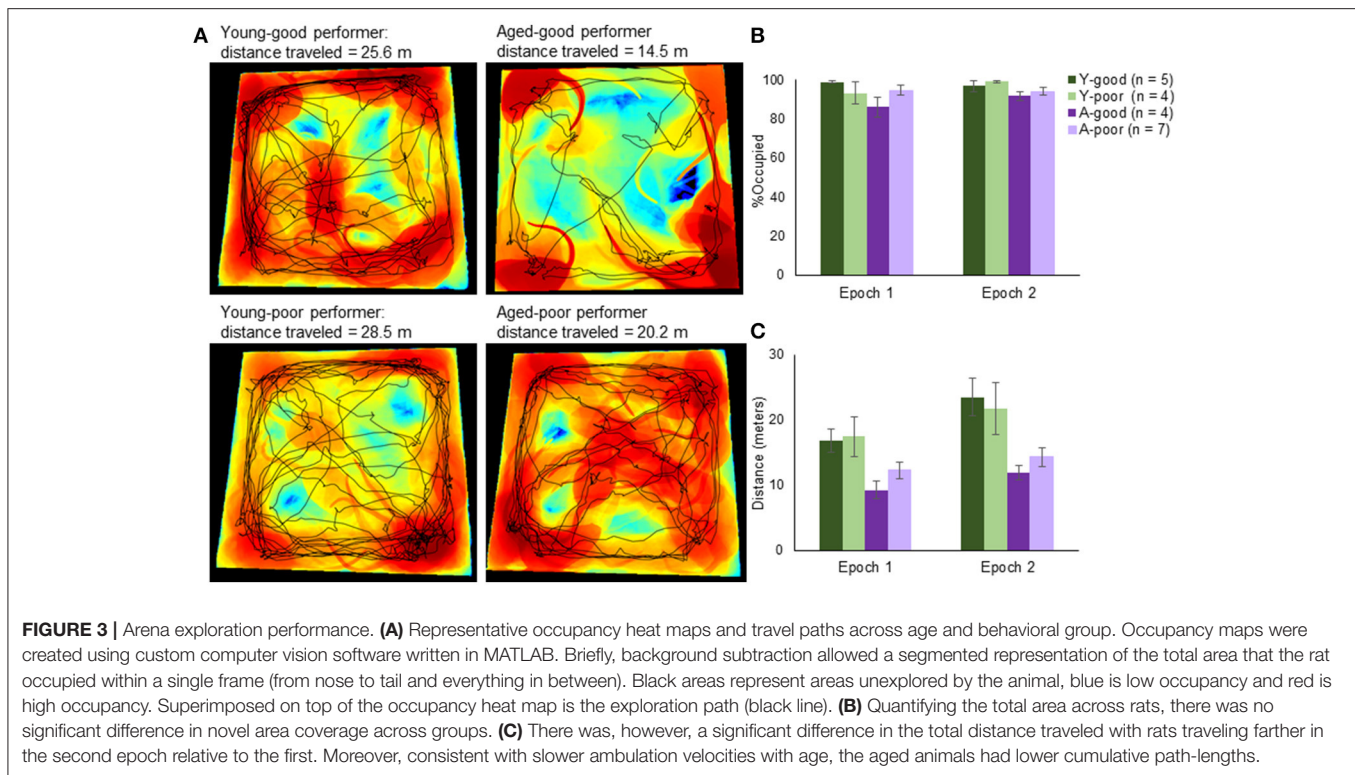 A
Young-good performer:
distance traveled = 25.6 m
Aged-good performer
distance traveled = 14.5 m
Young-poor performer:
distance traveled = 28.5 m
Aged-poor performer
distance traveled = 20.2 m
B
%Occupied
100
80
60
40
20
0
Epoch 1
Epoch 2
Y-good (n = 5)
Y-poor (n = 4)
A-good (n = 4)
A-poor (n = 7)
C
Distance (meters)
30
20
10
0
Epoch 1
Epoch 2
FIGURE 3 | Arena exploration performance. (A) Representative occupancy heat maps and travel paths across age and behavioral group. Occupancy maps were
created using custom computer vision software written in MATLAB. Briefly, background subtraction allowed a segmented representation of the total area that the rat
occupied within a single frame (from nose to tail and everything in between). Black areas represent areas unexplored by the animal, blue is low occupancy and red is
high occupancy. Superimposed on top of the occupancy heat map is the exploration path (black line). (B) Quantifying the total area across rats, there was no
significant difference in novel area coverage across groups. (C) There was, however, a significant difference in the total distance traveled with rats traveling farther in
the second epoch relative to the first. Moreover, consistent with slower ambulation velocities with age, the aged animals had lower cumulative path-lengths.